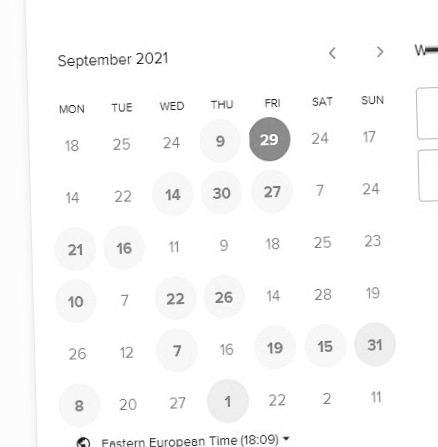 September 2021 < >
MON TUE WED THU FRI SAT SUN
18 25 24 9 29 24 17
14 22 14 30 27 7 24
21 16 11 9 18 25 23
10 7 22 26 14 28 19
26 12 7 16 19 15 31
8 20 27 1 22 2 11
Eastern European Time (18:09)